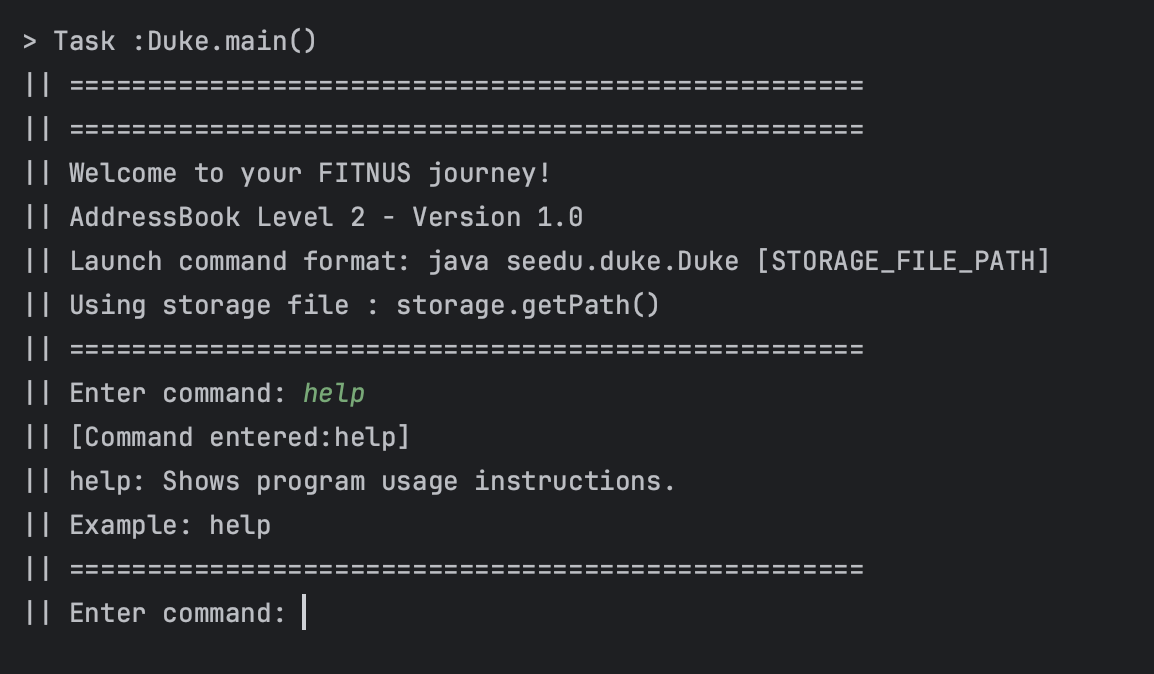 > Task :Duke.main()
|| ===================================================
|| ===================================================
|| Welcome to your FITNUS journey!
|| AddressBook Level 2 - Version 1.0
|| Launch command format: java seedu.duke.Duke [STORAGE_FILE_PATH]
|| Using storage file : storage.getPath()
|| ===================================================
|| Enter command: help
|| [Command entered:help]
|| help: Shows program usage instructions.
|| Example: help
|| ===================================================
|| Enter command: